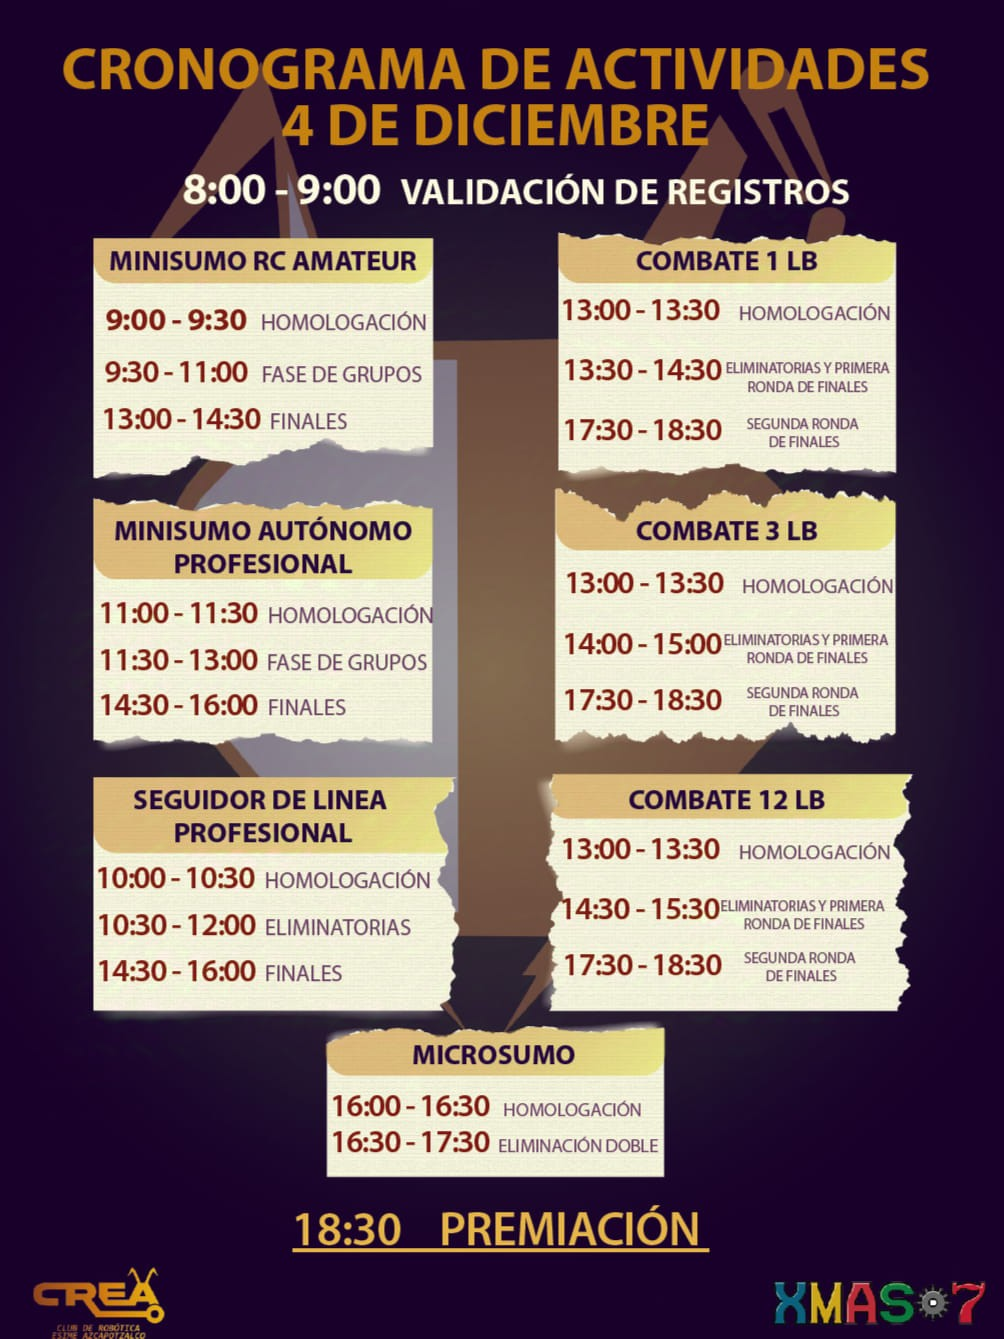 CRONOGRAMA DE ACTIVIDADES
4 DE DICIEMBRE
8:00 - 9:00 VALIDACIÓN DE REGISTROS
MINISUMO RC AMATEUR
9:00 - 9:30 HOMOLOGACIÓN
9:30 - 11:00 FASE DE GRUPOS
13:00 - 14:30 FINALES
MINISUMO AUTÓNOMO
PROFESIONAL
11:00 - 11:30 HOMOLOGACIÓN
11:30 - 13:00 FASE DE GRUPOS
14:30 - 16:00 FINALES
SEGUIDOR DE LINEA
PROFESIONAL
10:00 - 10:30 HOMOLOGACIÓN
10:30 - 12:00 ELIMINATORIAS
14:30 - 16:00 FINALES
COMBATE 1 LB
13:00 - 13:30 HOMOLOGACIÓN
13:30 - 14:30 ELIMINATORIAS Y PRIMERA
RONDA DE FINALES
17:30 - 18:30 SEGUNDA RONDA
DE FINALES
COMBATE 3 LB
13:00 - 13:30 HOMOLOGACIÓN
14:00 - 15:00 ELIMINATORIAS Y PRIMERA
RONDA DE FINALES
17:30 - 18:30 SEGUNDA RONDA
DE FINALES
COMBATE 12 LB
13:00 - 13:30 HOMOLOGACIÓN
14:30 - 15:30 ELIMINATORIAS Y PRIMERA
RONDA DE FINALES
17:30 - 18:30 SEGUNDA RONDA
DE FINALES
MICROSUMO
16:00 - 16:30 HOMOLOGACIÓN
16:30 - 17:30 ELIMINACIÓN DOBLE
18:30 PREMIACIÓN
CREA
CLUB DE ROBÓTICA
ESIME AZCAPOTZALCO
XMAS 7